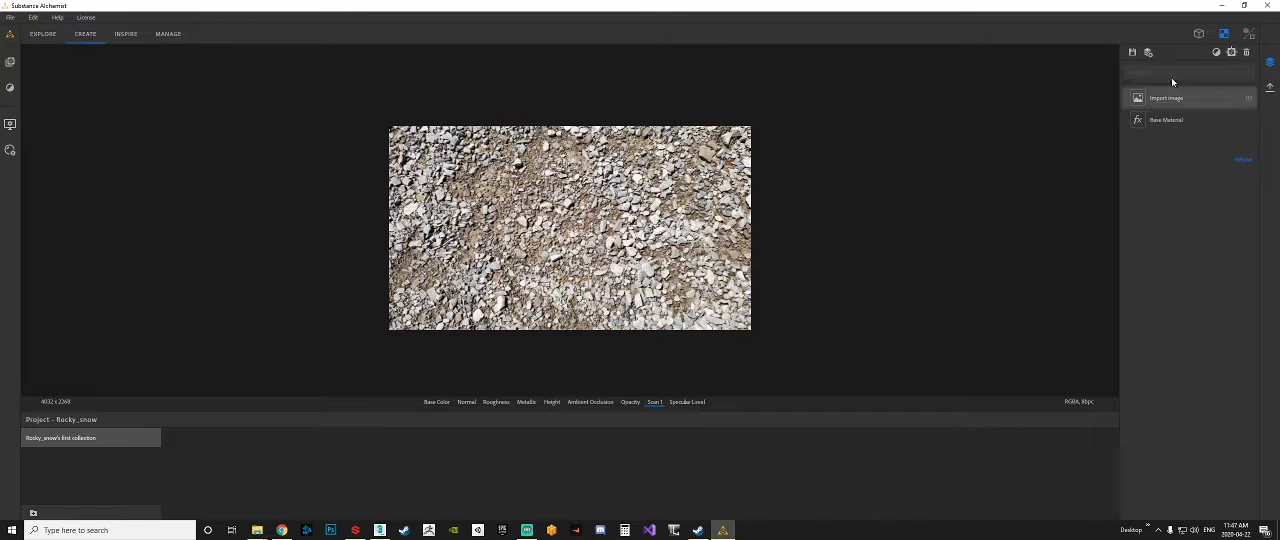 Substance Alchemist
File Edit Help License
EXPLORE CREATE INSPIRE MANAGE
Import image
Base Material
Reload
4032 x 2268
Base Color Normal Roughness Metallic Height Ambient Occlusion Opacity Scan 1 Specular Level
RGBA, 8bpc
Project - Rocky_snow
Rocky_snow's first collection
Type here to search
Desktop
ENG
11:47 AM
2020-04-22